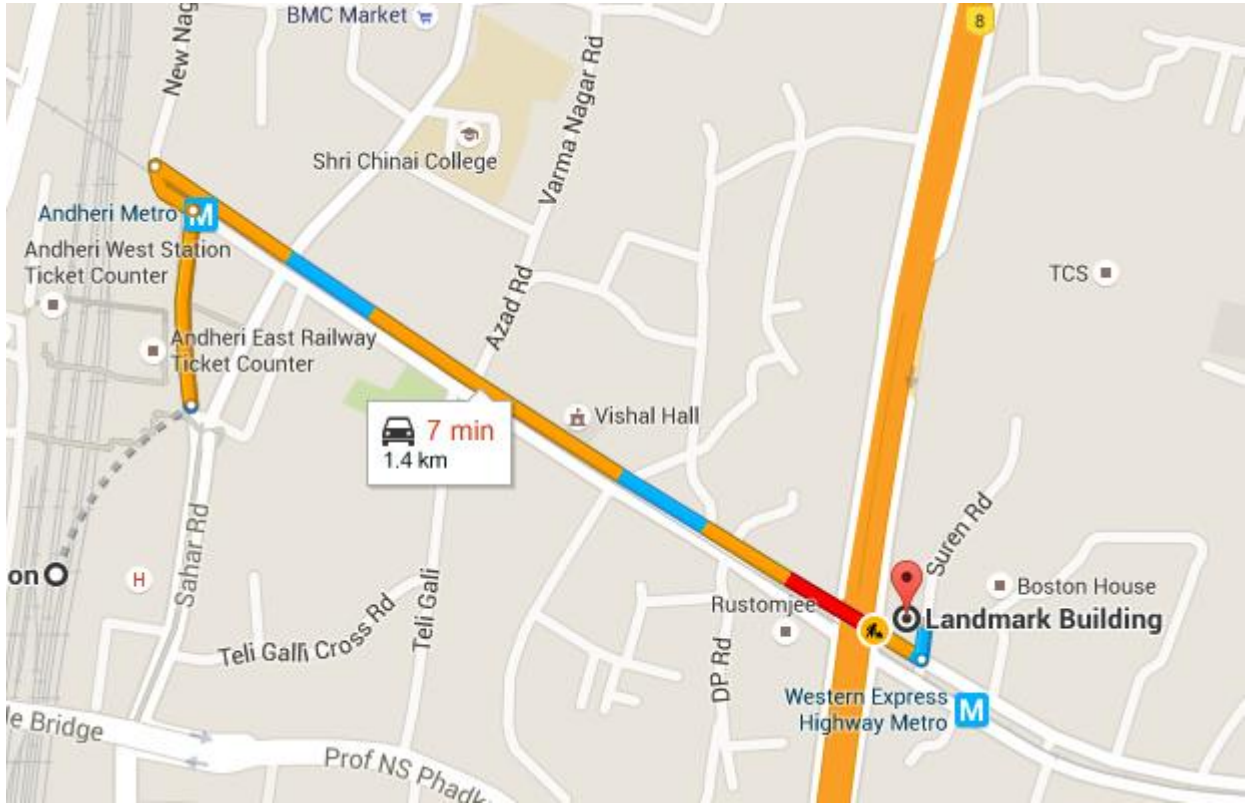 BMC Market
8
New Nag
Varma Nagar Rd
Shri Chinai College
Andheri Metro M
Andheri West Station
Ticket Counter
TCS
Azad Rd
Andheri East Railway
Ticket Counter
7 min
1.4 km
Vishal Hall
Sahar Rd
on
H
Suren Rd
Boston House
Rustomjee
Landmark Building
Teli Galli Cross Rd
Teli Gali
DP Rd
Western Express
Highway Metro M
le Bridge
Prof NS Phadk